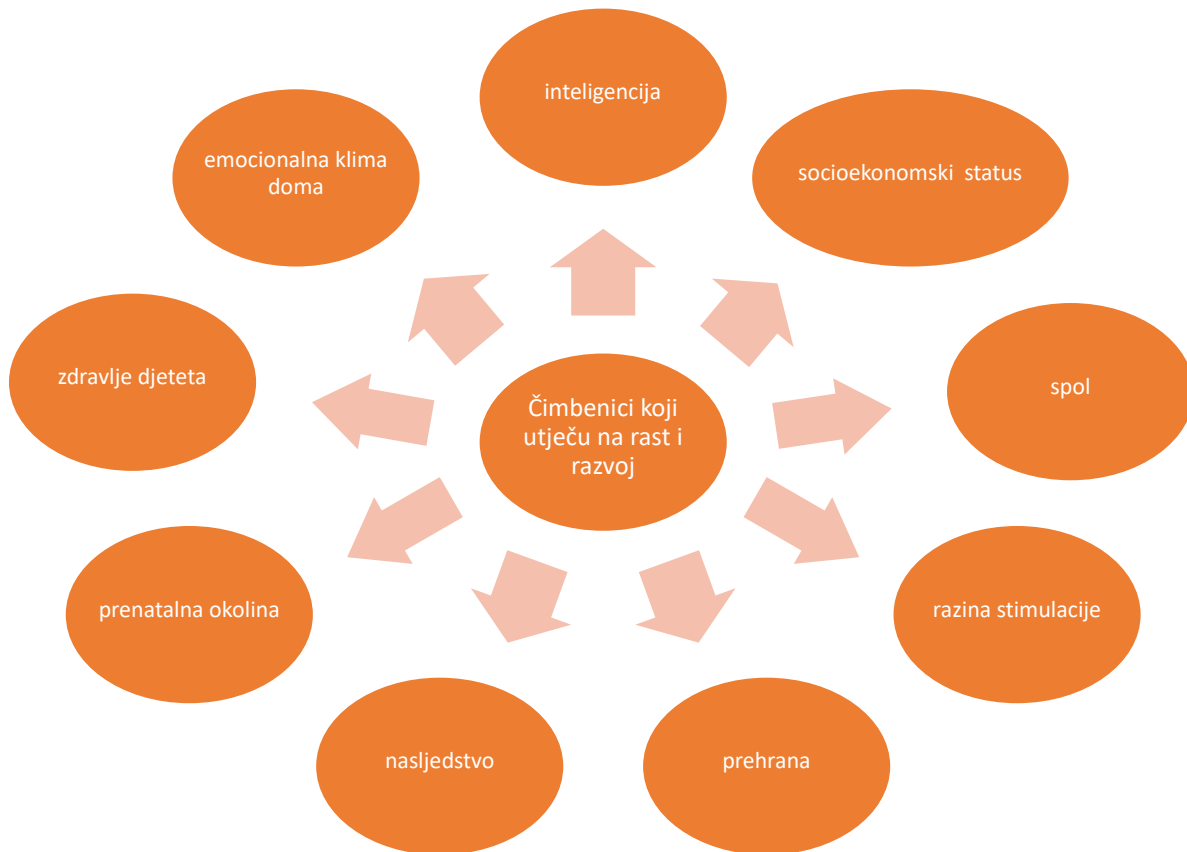 inteligencija
socioekonomski status
spol
razina stimulacije
prehrana
nasljedstvo
prenatalna okolina
zdravlje djeteta
emocionalna klima
doma
Čimbenici koji
utječu na rast i
razvoj